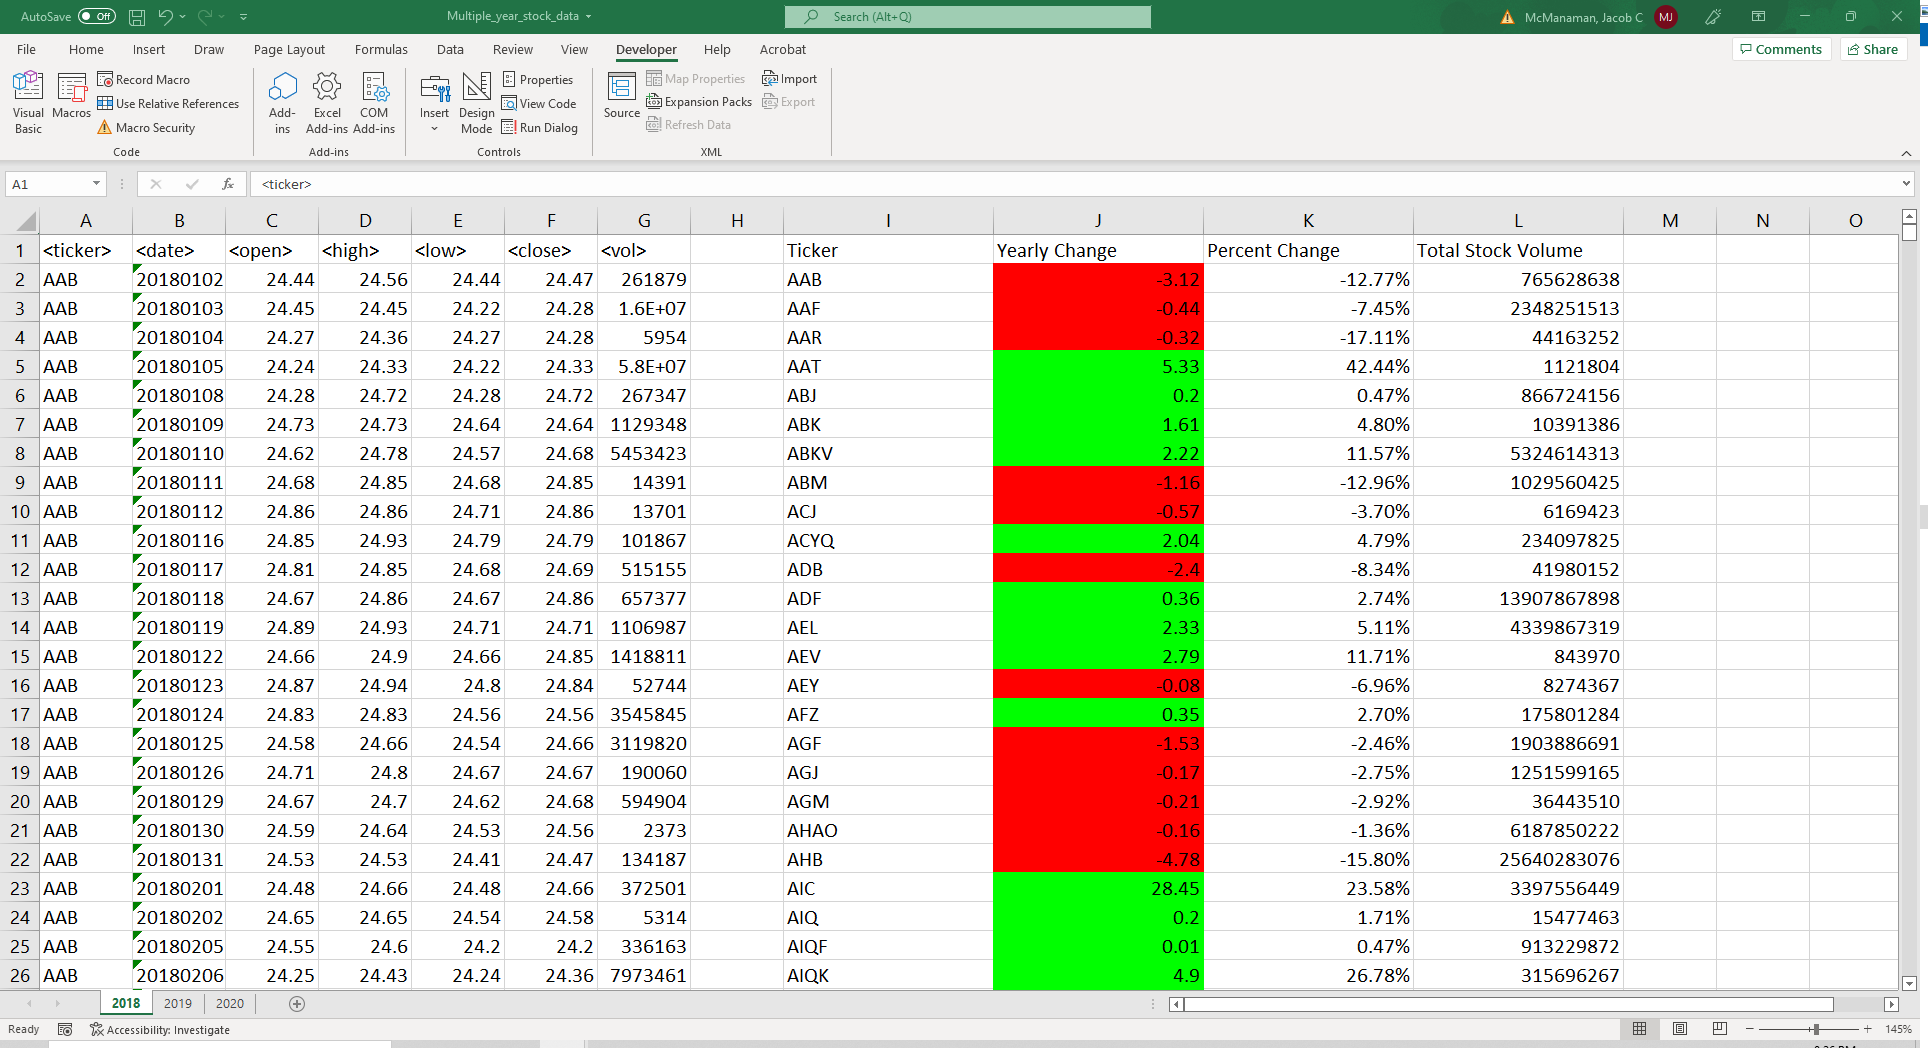 AutoSave Off Multiple_year_stock_data Search (Alt+Q) McManaman, Jacob C MJ
File Home Insert Draw Page Layout Formulas Data Review View Developer Help Acrobat Comments Share
Visual Basic Macros Record Macro Use Relative References Macro Security Code
Add-ins Excel Add-ins COM Add-ins Add-ins
Insert Design Mode Properties View Code Run Dialog Controls
Source Map Properties Expansion Packs Refresh Data Import Export XML
A1 fx <ticker>
A B C D E F G H I J K L M N O
1 <ticker> <date> <open> <high> <low> <close> <vol> Ticker Yearly Change Percent Change Total Stock Volume
2 AAB 20180102 24.44 24.56 24.44 24.47 261879 AAB -3.12 -12.77% 765628638
3 AAB 20180103 24.45 24.45 24.22 24.28 1.6E+07 AAF -0.44 -7.45% 2348251513
4 AAB 20180104 24.27 24.36 24.27 24.28 5954 AAR -0.32 -17.11% 44163252
5 AAB 20180105 24.24 24.33 24.22 24.33 5.8E+07 AAT 5.33 42.44% 1121804
6 AAB 20180108 24.28 24.72 24.28 24.72 267347 ABJ 0.2 0.47% 866724156
7 AAB 20180109 24.73 24.73 24.64 24.64 1129348 ABK 1.61 4.80% 10391386
8 AAB 20180110 24.62 24.78 24.57 24.68 5453423 ABKV 2.22 11.57% 5324614313
9 AAB 20180111 24.68 24.85 24.68 24.85 14391 ABM -1.16 -12.96% 1029560425
10 AAB 20180112 24.86 24.86 24.71 24.86 13701 ACJ -0.57 -3.70% 6169423
11 AAB 20180116 24.85 24.93 24.79 24.79 101867 ACYQ 2.04 4.79% 234097825
12 AAB 20180117 24.81 24.85 24.68 24.69 515155 ADB -2.4 -8.34% 41980152
13 AAB 20180118 24.67 24.86 24.67 24.86 657377 ADF 0.36 2.74% 13907867898
14 AAB 20180119 24.89 24.93 24.71 24.71 1106987 AEL 2.33 5.11% 4339867319
15 AAB 20180122 24.66 24.9 24.66 24.85 1418811 AEV 2.79 11.71% 843970
16 AAB 20180123 24.87 24.94 24.8 24.84 52744 AEY -0.08 -6.96% 8274367
17 AAB 20180124 24.83 24.83 24.56 24.56 3545845 AFZ 0.35 2.70% 175801284
18 AAB 20180125 24.58 24.66 24.54 24.66 3119820 AGF -1.53 -2.46% 1903886691
19 AAB 20180126 24.71 24.8 24.67 24.67 190060 AGJ -0.17 -2.75% 1251599165
20 AAB 20180129 24.67 24.7 24.62 24.68 594904 AGM -0.21 -2.92% 36443510
21 AAB 20180130 24.59 24.64 24.53 24.56 2373 AHAO -0.16 -1.36% 6187850222
22 AAB 20180131 24.53 24.53 24.41 24.47 134187 AHB -4.78 -15.80% 25640283076
23 AAB 20180201 24.48 24.66 24.48 24.66 372501 AIC 28.45 23.58% 3397556449
24 AAB 20180202 24.65 24.65 24.54 24.58 5314 AIQ 0.2 1.71% 15477463
25 AAB 20180205 24.55 24.6 24.2 24.2 336163 AIQF 0.01 0.47% 913229872
26 AAB 20180206 24.25 24.43 24.24 24.36 7973461 AIQK 4.9 26.78% 315696267
2018 2019 2020
Ready Accessibility: Investigate 145%